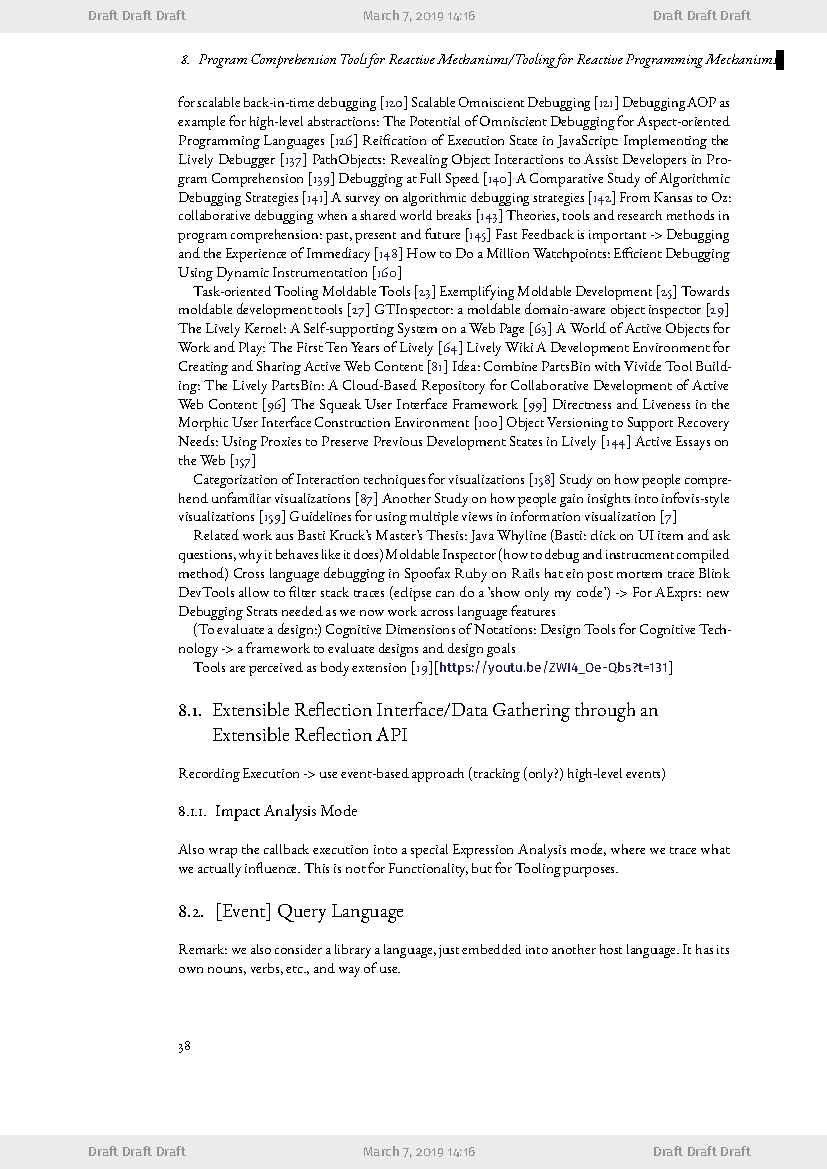 Draft Draft Draft March 7, 2019 14:16 Draft Draft Draft
8. Program Comprehension Tools for Reactive Mechanisms/Tooling for Reactive Programming Mechanisms
for scalable back-in-time debugging [120] Scalable Omniscient Debugging [121] Debugging AOP as
example for high-level abstractions: The Potential of Omniscient Debugging for Aspect-oriented
Programming Languages [126] Reification of Execution State in JavaScript: Implementing the
Lively Debugger [137] PathObjects: Revealing Object Interactions to Assist Developers in Pro-
gram Comprehension [139] Debugging at Full Speed [140] A Comparative Study of Algorithmic
Debugging Strategies [141] A survey on algorithmic debugging strategies [142] From Kansas to Oz:
collaborative debugging when a shared world breaks [143] Theories, tools and research methods in
program comprehension: past, present and future [145] Fast Feedback is important -> Debugging
and the Experience of Immediacy [148] How to Do a Million Watchpoints: Efficient Debugging
Using Dynamic Instrumentation [160]
Task-oriented Tooling Moldable Tools [23] Exemplifying Moldable Development [25] Towards
moldable development tools [27] GTInspector: a moldable domain-aware object inspector [29]
The Lively Kernel: A Self-supporting System on a Web Page [63] A World of Active Objects for
Work and Play: The First Ten Years of Lively [64] Lively Wiki A Development Environment for
Creating and Sharing Active Web Content [81] Idea: Combine PartsBin with Vivide Tool Build-
ing: The Lively PartsBin: A Cloud-Based Repository for Collaborative Development of Active
Web Content [96] The Squeak User Interface Framework [99] Directness and Liveness in the
Morphic User Interface Construction Environment [100] Object Versioning to Support Recovery
Needs: Using Proxies to Preserve Previous Development States in Lively [144] Active Essays on
the Web [157]
Categorization of Interaction techniques for visualizations [158] Study on how people compre-
hend unfamiliar visualizations [87] Another Study on how people gain insights into infovis-style
visualizations [159] Guidelines for using multiple views in information visualization [7]
Related work aus Basti Kruck's Master's Thesis: Java Whyline (Basti: click on UI item and ask
questions, why it behaves like it does) Moldable Inspector (how to debug and instrucment compiled
method) Cross language debugging in Spoofax Ruby on Rails hat ein post mortem trace Blink
DevTools allow to filter stack traces (eclipse can do a 'show only my code') -> For AExprs: new
Debugging Strats needed as we now work across language features
(To evaluate a design:) Cognitive Dimensions of Notations: Design Tools for Cognitive Tech-
nology -> a framework to evaluate designs and design goals
Tools are perceived as body extension [19][https://youtu.be/ZWI4_Oe-Qbs?t=131]
8.1. Extensible Reflection Interface/Data Gathering through an
Extensible Reflection API
Recording Execution -> use event-based approach (tracking (only?) high-level events)
8.1.1. Impact Analysis Mode
Also wrap the callback execution into a special Expression Analysis mode, where we trace what
we actually influence. This is not for Functionality, but for Tooling purposes.
8.2. [Event] Query Language
Remark: we also consider a library a language, just embedded into another host language. It has its
own nouns, verbs, etc., and way of use.
38
Draft Draft Draft March 7, 2019 14:16 Draft Draft Draft